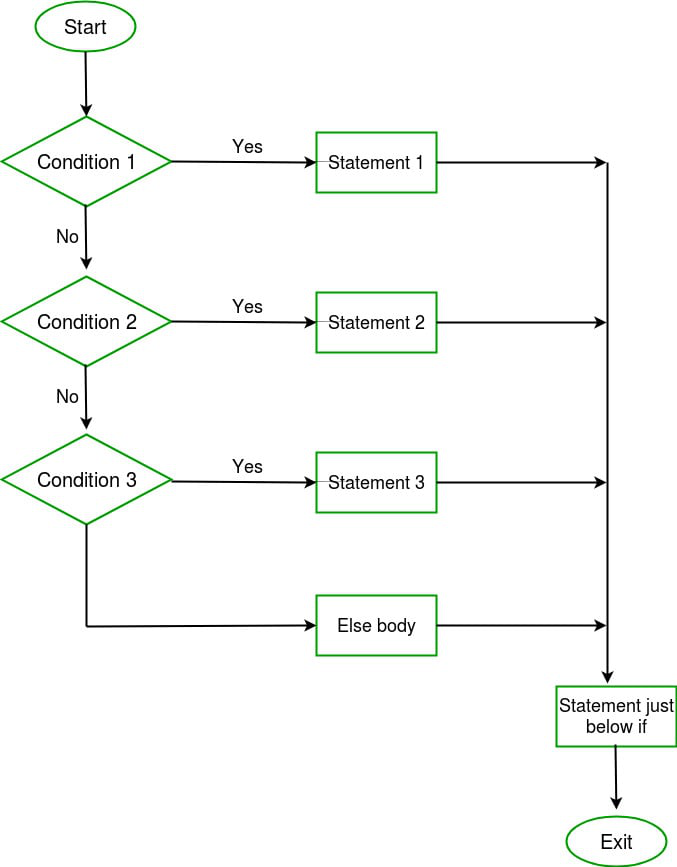 Start
Condition 1
Yes
Statement 1
No
Condition 2
Yes
Statement 2
No
Condition 3
Yes
Statement 3
Else body
Statement just
below if
Exit